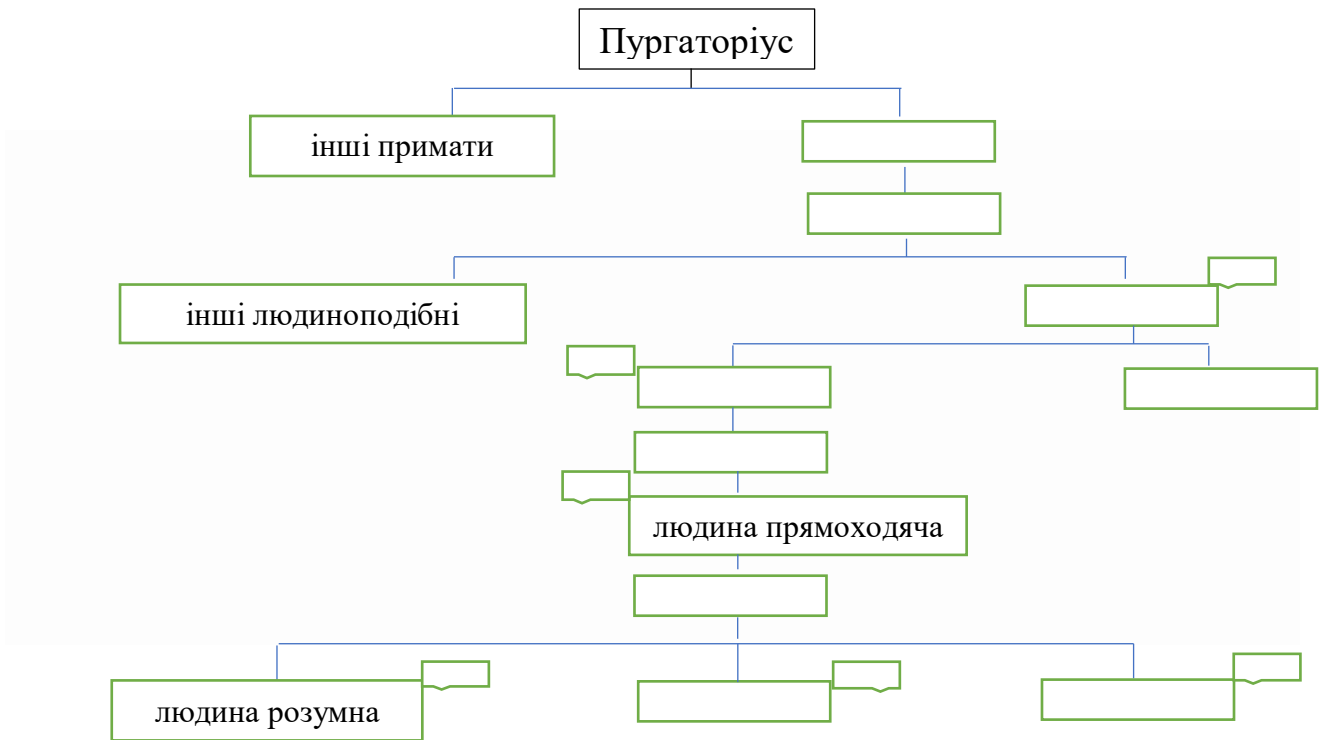 Пургаторіус
інші примати
інші людиноподібні
людина прямоходяча
людина розумна